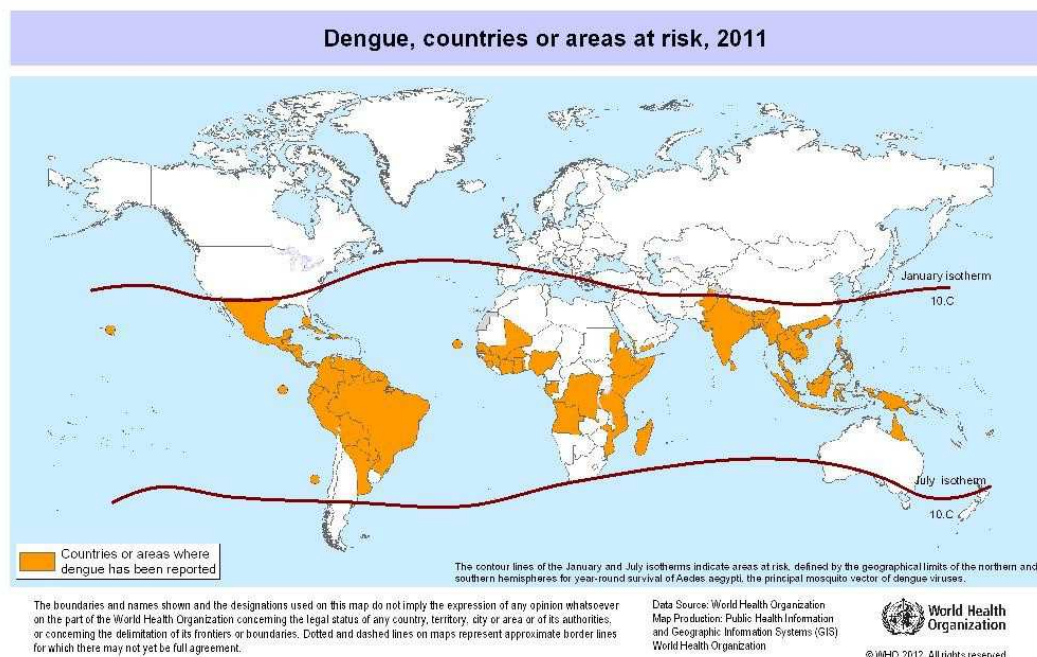 Dengue, countries or areas at risk, 2011
January isotherm
10.C
July isotherm
10.C
Countries or areas where
dengue has been reported
The contour lines of the January and July isotherms indicate areas at risk, defined by the geographical limits of the northern and
southern hemispheres for year-round survival of Aedes aegypti, the principal mosquito vector of dengue viruses.
The boundaries and names shown and the designations used on this map do not imply the expression of any opinion whatsoever
on the part of the World Health Organization concerning the legal status of any country, territory, city or area or of its authorities,
or concerning the delimitation of its frontiers or boundaries. Dotted and dashed lines on maps represent approximate border lines
for which there may not yet be full agreement.
Data Source: World Health Organization
Map Production: Public Health Information
and Geographic Information Systems (GIS)
World Health Organization
World Health
Organization
© WHO 2012. All rights reserved